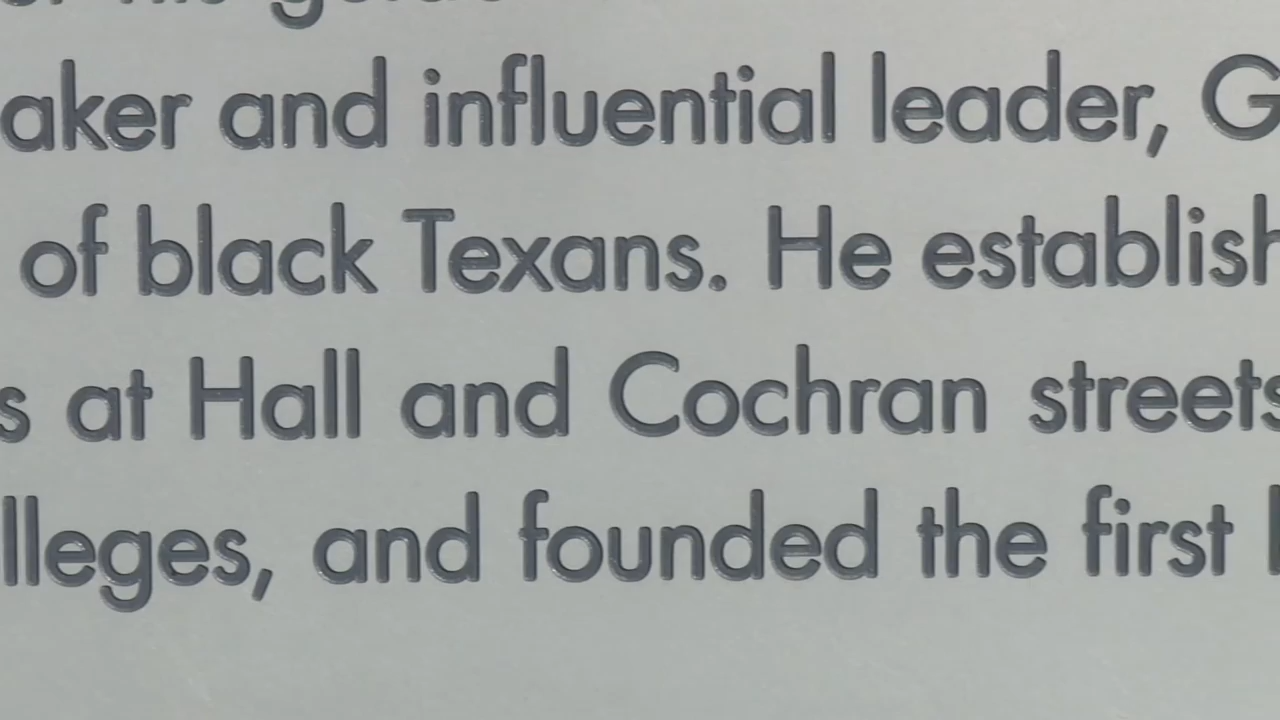 aker and influential leader, G
of black Texans. He establish
s at Hall and Cochran streets
lleges, and founded the first